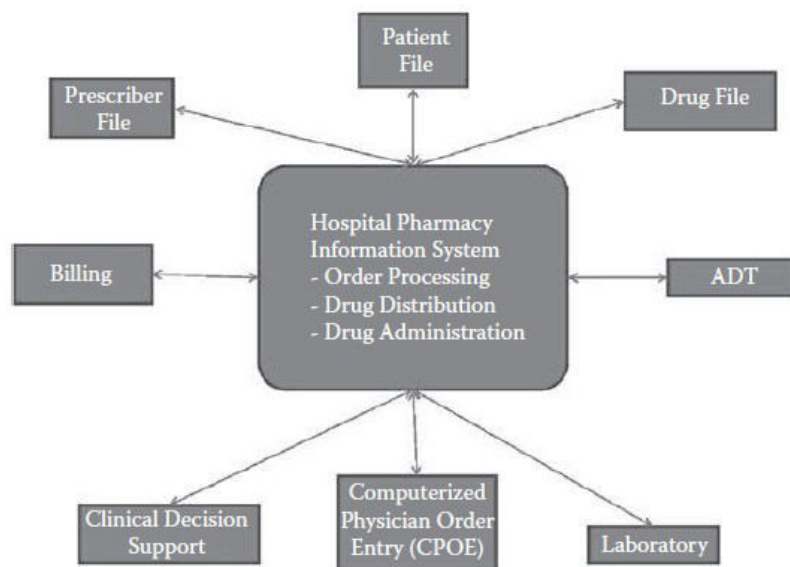 Patient
File
Prescriber
File
Drug File
Hospital Pharmacy
Information System
- Order Processing
- Drug Distribution
- Drug Administration
Billing
ADT
Clinical Decision
Support
Computerized
Physician Order
Entry (CPOE)
Laboratory